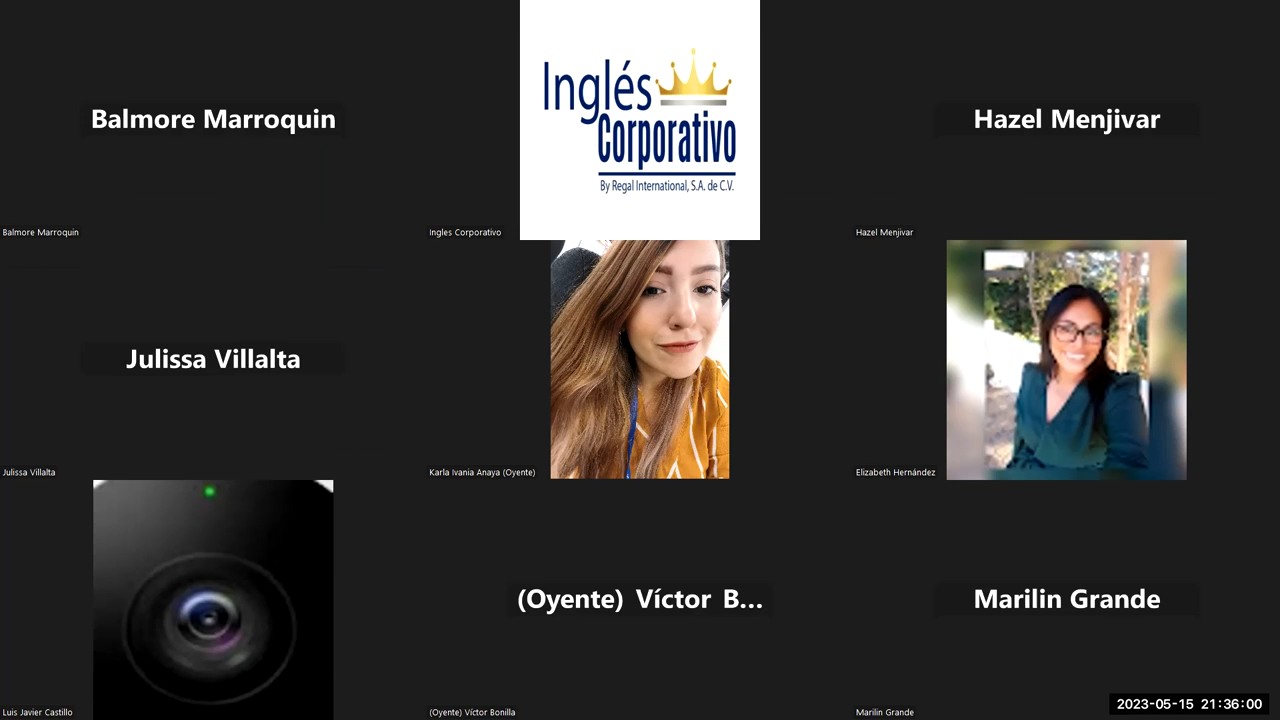 Balmore Marroquin
Inglés
Corporativo
By Regal International, S.A. de C.V.
Hazel Menjivar
Balmore Marroquin
Ingles Corporativo
Hazel Menjivar
Julissa Villalta
Julissa Villalta
Karla Ivania Anaya (Oyente)
Elizabeth Hernández
(Oyente) Víctor B...
Marilin Grande
Luis Javier Castillo
(Oyente) Víctor Bonilla
Marilin Grande
2023-05-15 21:36:00